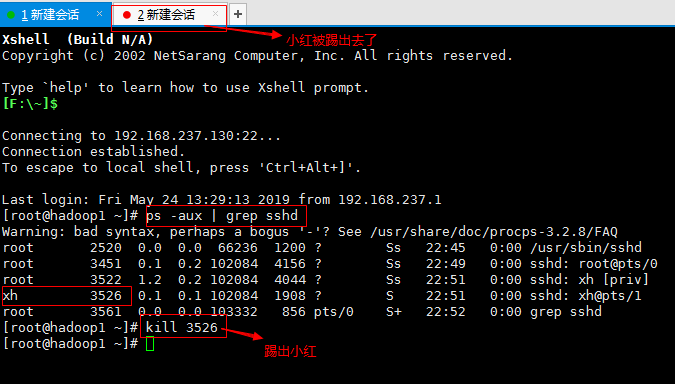 1 新建会话
2 新建会话
小红被踢出去了
Xshell (Build N/A)
Copyright (c) 2002 NetSarang Computer, Inc. All rights reserved.
Type `help' to learn how to use Xshell prompt.
[F:\~]$
Connecting to 192.168.237.130:22...
Connection established.
To escape to local shell, press 'Ctrl+Alt+]'.
Last login: Fri May 24 13:29:13 2019 from 192.168.237.1
[root@hadoop1 ~]# ps -aux | grep sshd
Warning: bad syntax, perhaps a bogus '-'? See /usr/share/doc/procps-3.2.8/FAQ
root 2520 0.0 0.0 66236 1200 ? Ss 22:45 0:00 /usr/sbin/sshd
root 3451 0.1 0.2 102084 4156 ? Ss 22:49 0:00 sshd: root@pts/0
root 3522 1.2 0.2 102084 4044 ? Ss 22:51 0:00 sshd: xh [priv]
xh 3526 0.1 0.1 102084 1908 ? S 22:51 0:00 sshd: xh@pts/1
root 3561 0.0 0.0 103332 856 pts/0 S+ 22:52 0:00 grep sshd
[root@hadoop1 ~]# kill 3526
[root@hadoop1 ~]#
踢出小红